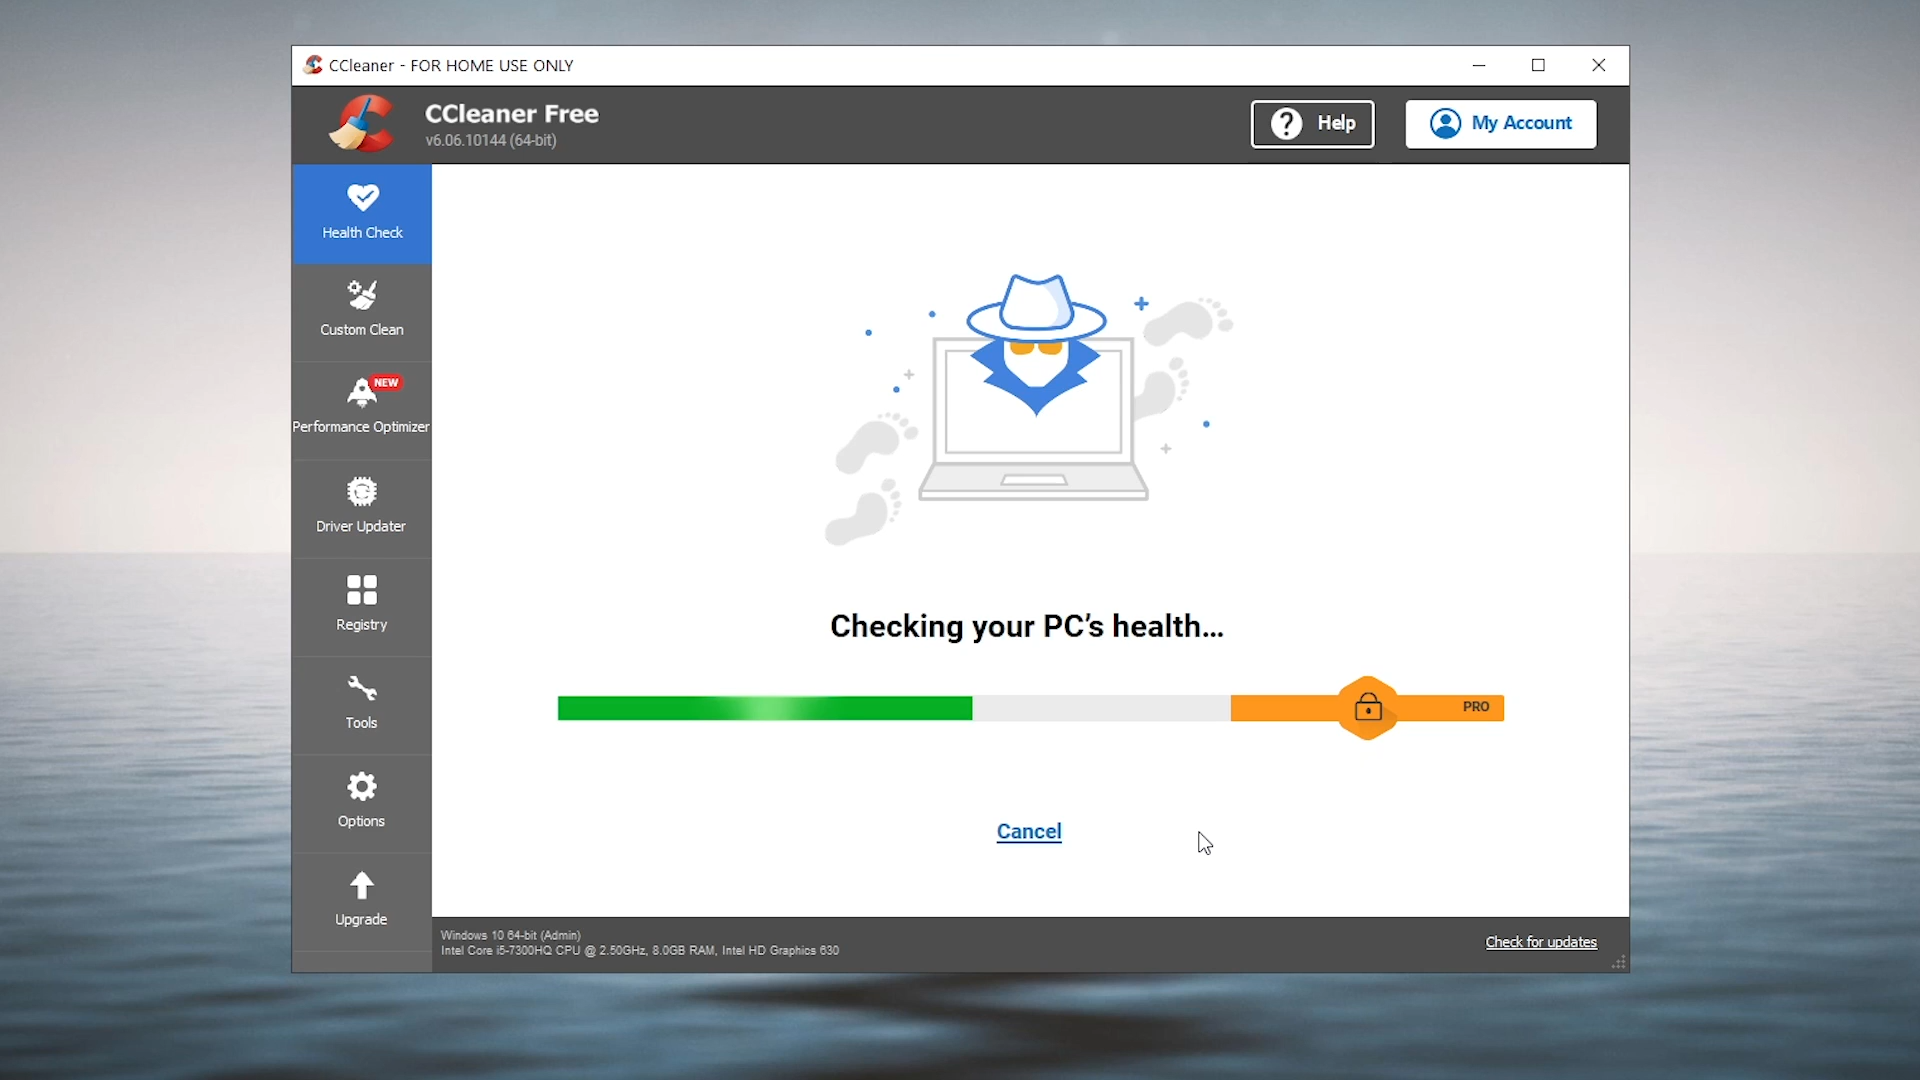 CCleaner - FOR HOME USE ONLY
CCleaner Free
v6.06.10144 (64-bit)
Help
My Account
Health Check
Custom Clean
NEW
Performance Optimizer
Driver Updater
Registry
Tools
Options
Upgrade
Checking your PC’s health...
PRO
Cancel
Windows 10 64-bit (Admin)
Intel Core i5-7300HQ CPU @ 2.50GHz, 8.0GB RAM, Intel HD Graphics 630
Check for updates